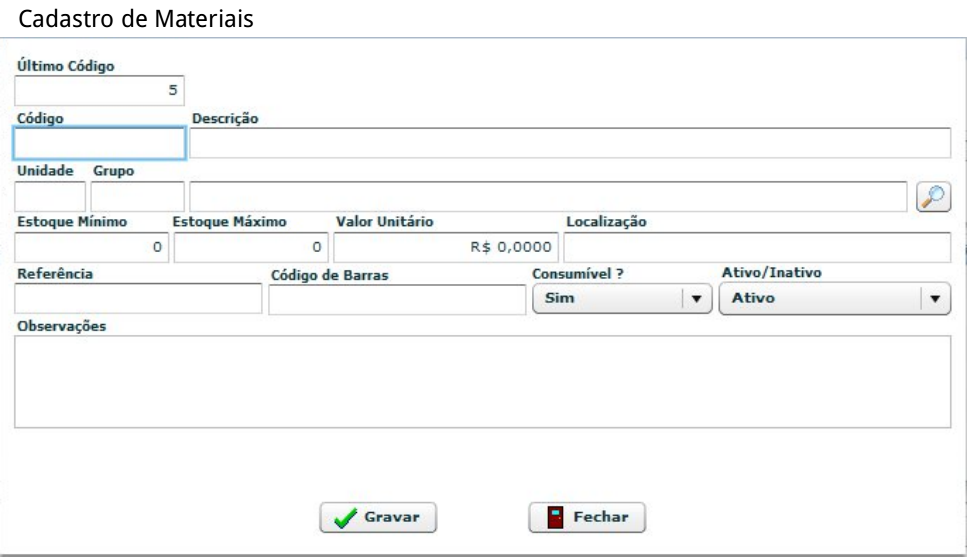 Cadastro de Materiais
Último Código
5
Código Descrição
Unidade Grupo
Estoque Mínimo Estoque Máximo Valor Unitário Localização
0 0 R$ 0,0000
Referência Código de Barras Consumível ? Ativo/Inativo
Sim Ativo
Observações
Gravar Fechar